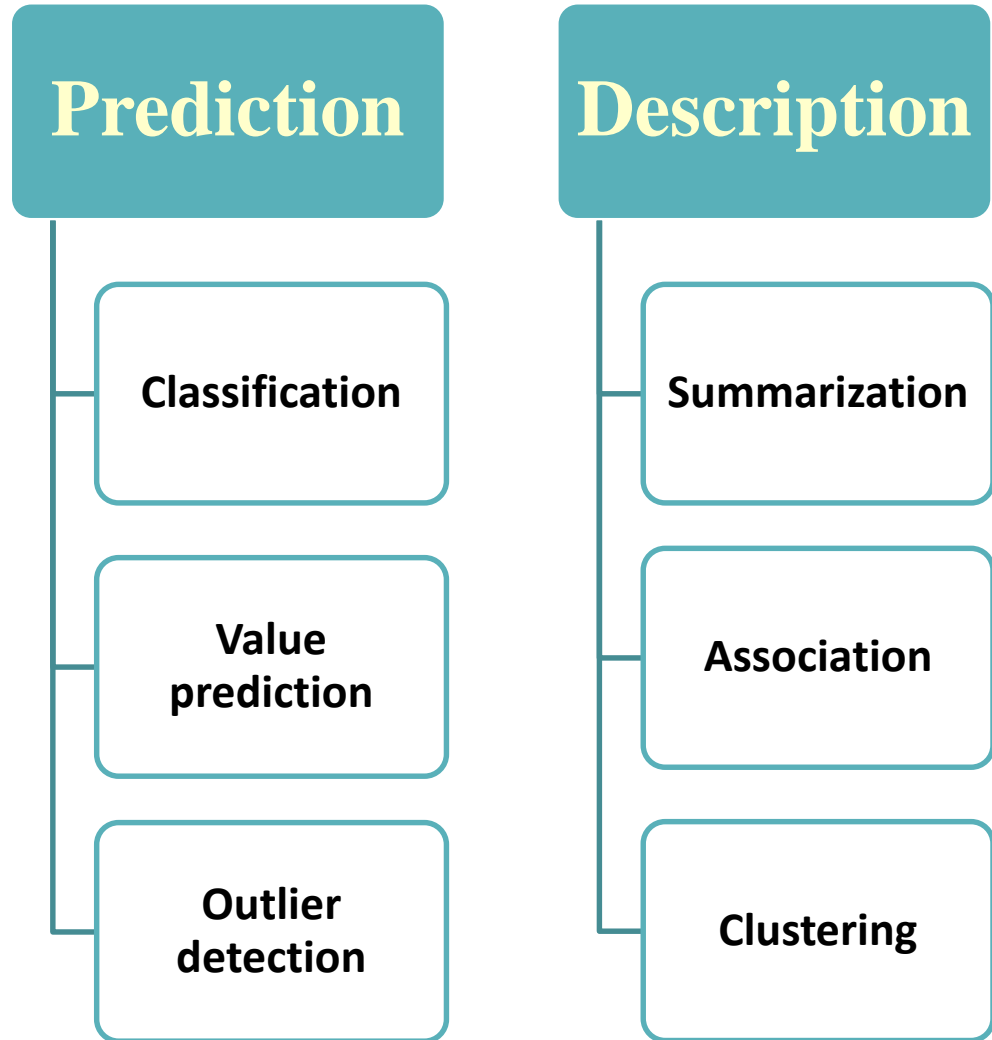 Prediction
Classification
Value
prediction
Outlier
detection
Description
Summarization
Association
Clustering